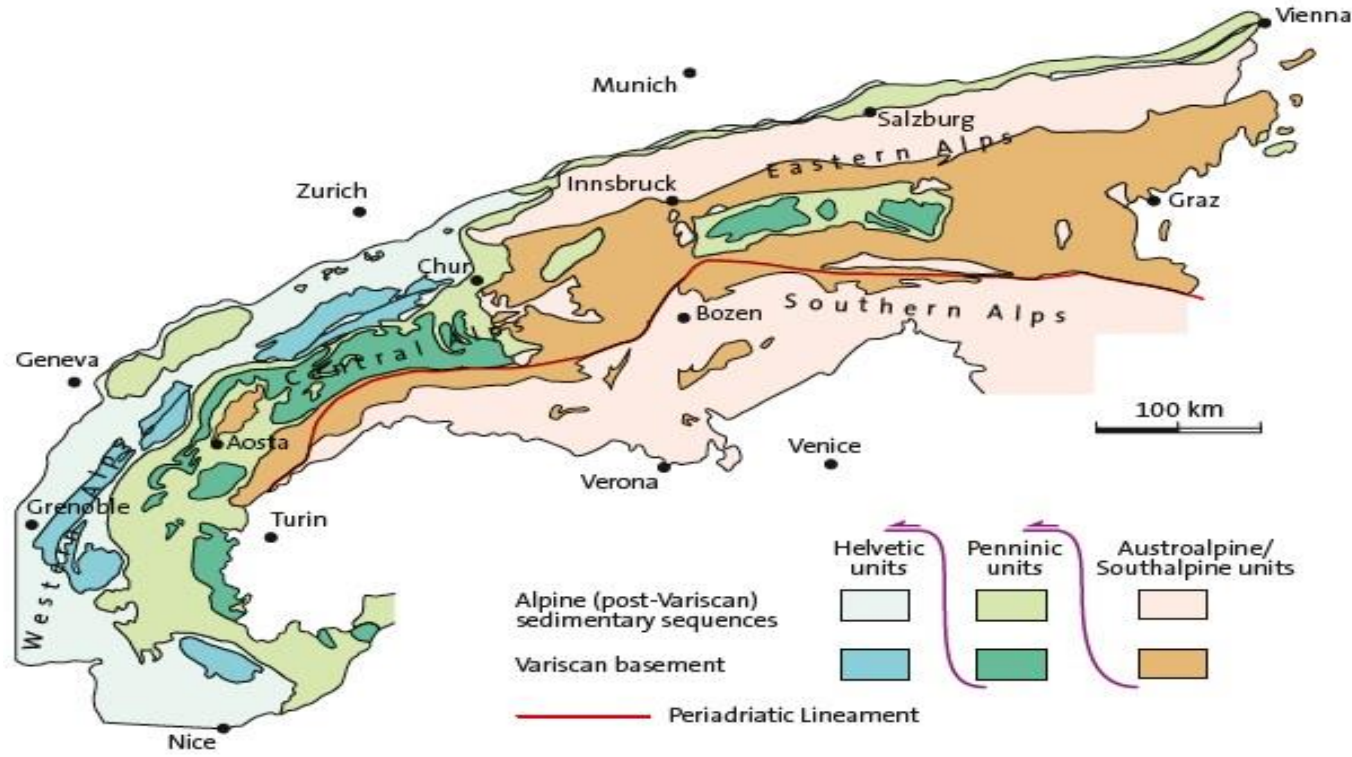 Vienna
Munich
Salzburg
Eastern Alps
Zurich
Innsbruck
Graz
Chur
Bozen
Southern Alps
Geneva
Central Alps
100 km
Aosta
Venice
Verona
Grenoble
Turin
Western Alps
Helvetic
units
Penninic
units
Austroalpine/
Southalpine units
Alpine (post-Variscan)
sedimentary sequences
Variscan basement
Periadriatic Lineament
Nice